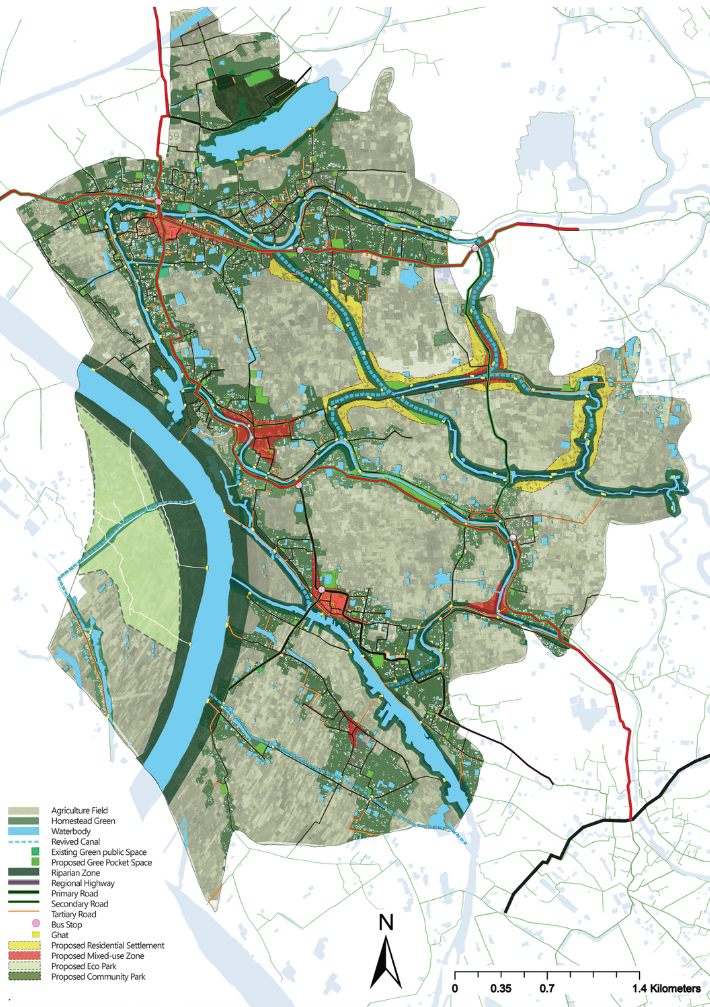 59
Agriculture Field
Homestead Green
Waterbody
Revived Canal
Existing Green public Space
Proposed Gree Pocket Space
Riparian Zone
Regional Highway
Primary Road
Secondary Road
Tartiary Road
Bus Stop
Ghat
Proposed Residential Settlement
Proposed Mixed-use Zone
Proposed Eco Park
Proposed Community Park
N
0 0.35 0.7 1.4 Kilometers